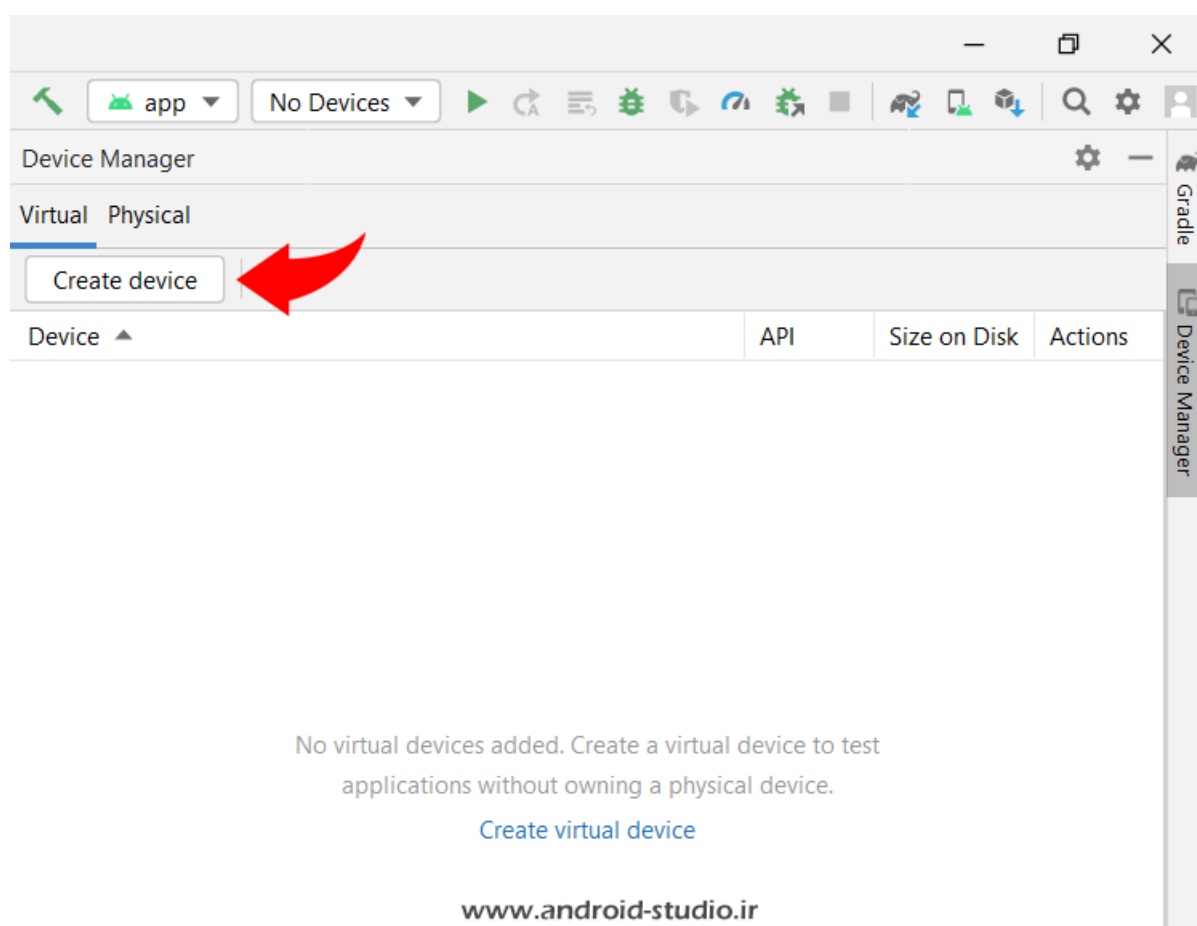 app
No Devices
Device Manager
Virtual Physical
Create device
Device API Size on Disk Actions
No virtual devices added. Create a virtual device to test
applications without owning a physical device.
Create virtual device
www.android-studio.ir
Gradle
Device Manager